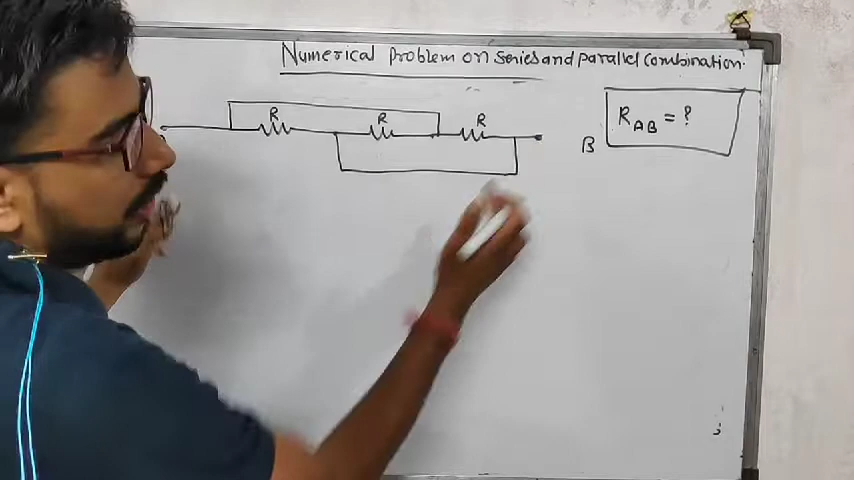 Numerical Problem on Series and parallel Combination:
R R R
B
R_AB = ?